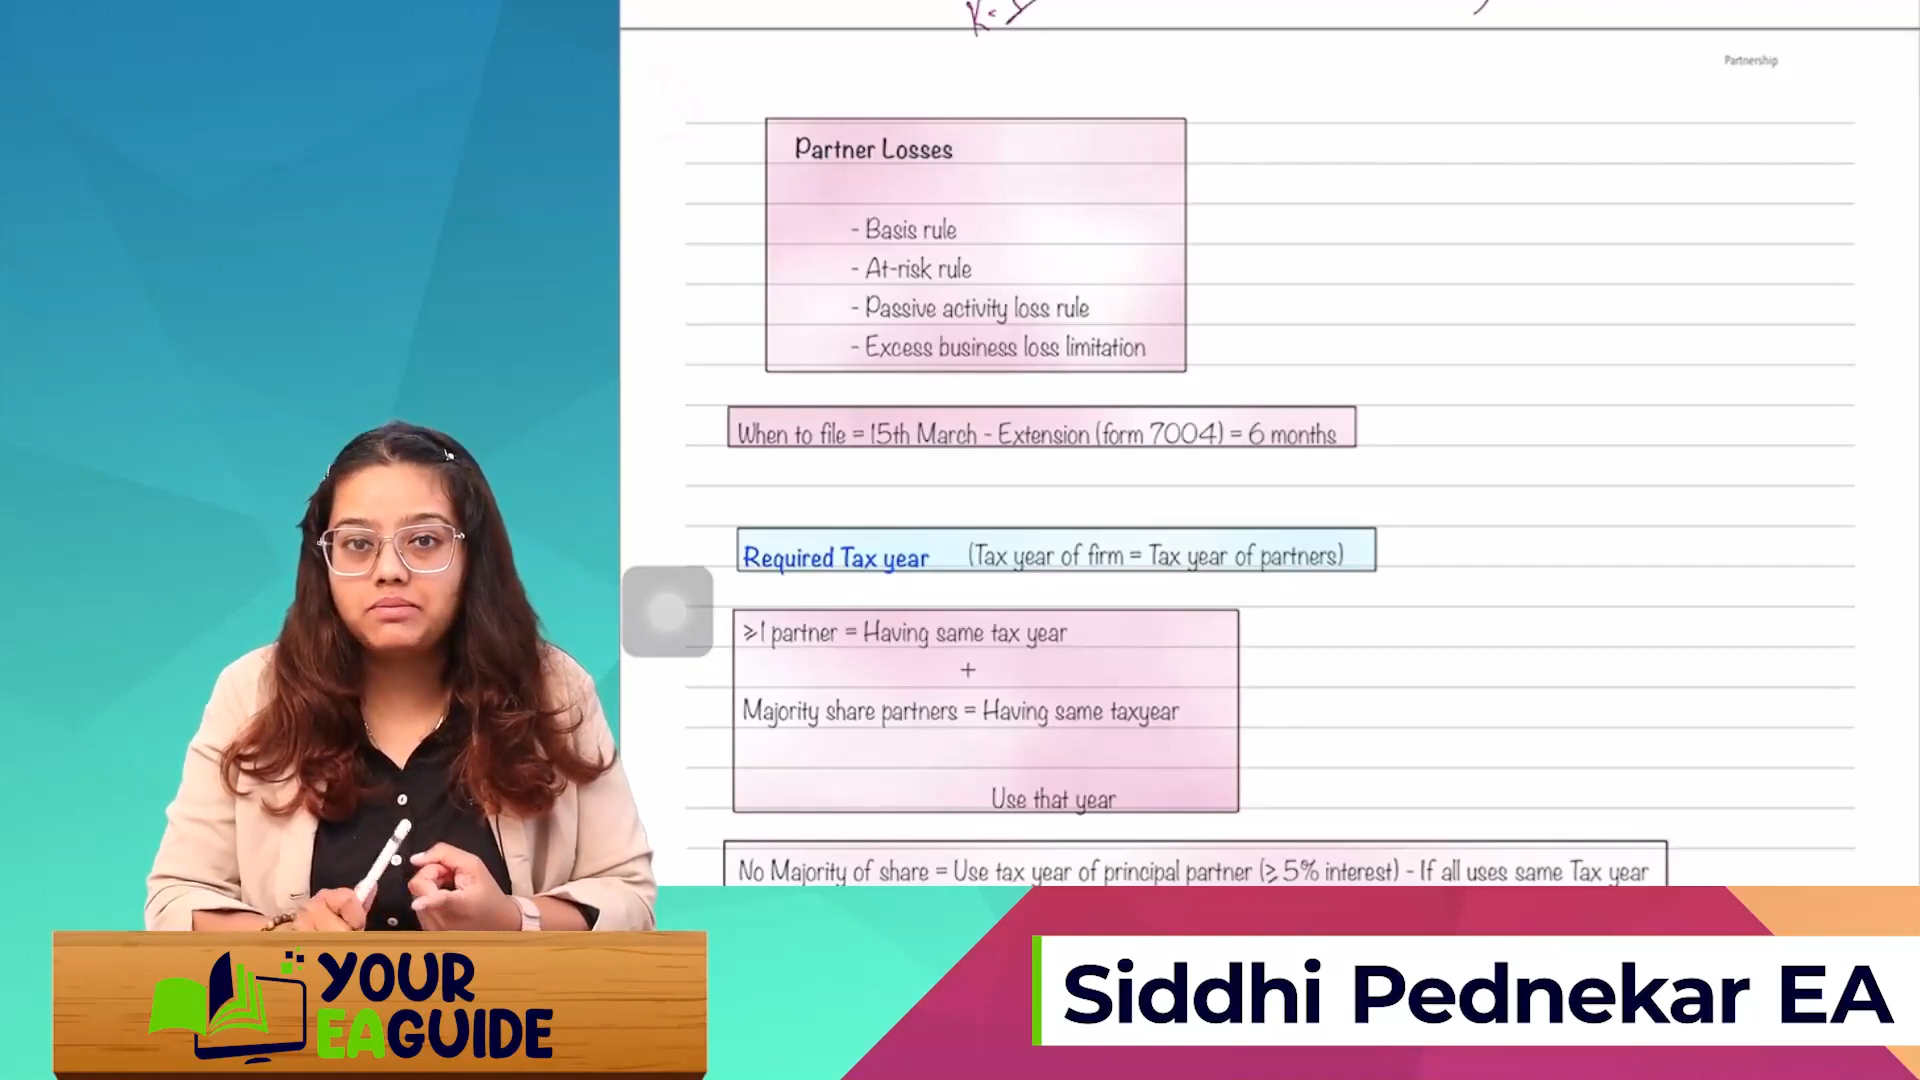 Partnership
Partner Losses
- Basis rule
- At-risk rule
- Passive activity loss rule
- Excess business loss limitation
When to file = 15th March - Extension (form 7004) = 6 months
Required Tax year (Tax year of firm = Tax year of partners)
⩾1 partner = Having same tax year
+
Majority share partners = Having same taxyear
Use that year
No Majority of share = Use tax year of principal partner (⩾ 5% interest) - If all uses same Tax year
YOUR
EAGUIDE
Siddhi Pednekar EA